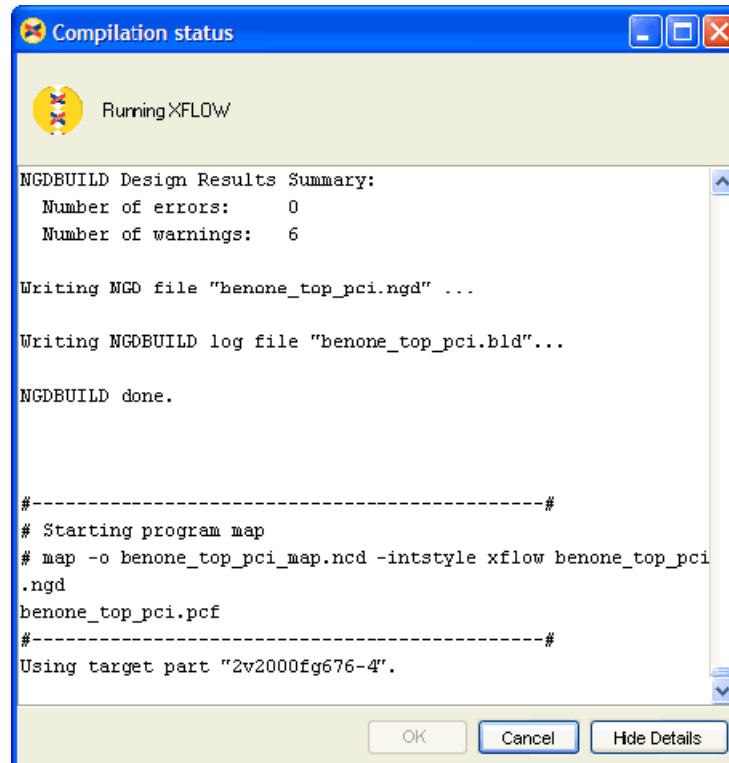 Compilation status
Running XFLOW
NGDBUILD Design Results Summary:
Number of errors: 0
Number of warnings: 6
Writing NGD file "benone_top_pci.ngd" ...
Writing NGDBUILD log file "benone_top_pci.bld"...
NGDBUILD done.
#----------------------------------------------#
# Starting program map
# map -o benone_top_pci_map.ncd -intstyle xflow benone_top_pci
.ngd
benone_top_pci.pcf
#----------------------------------------------#
Using target part "2v2000fg676-4".
OK Cancel Hide Details